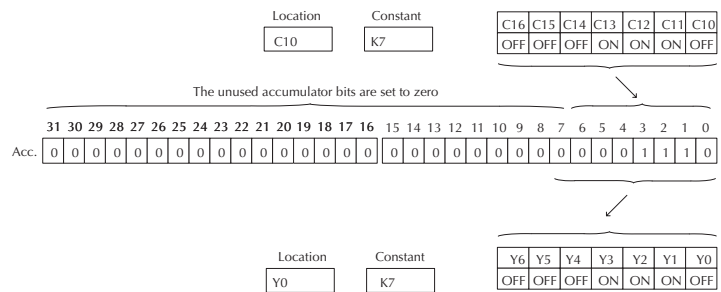 Location Constant
C10 K7
C16 C15 C14 C13 C12 C11 C10
OFF OFF OFF ON ON ON OFF
The unused accumulator bits are set to zero
31 30 29 28 27 26 25 24 23 22 21 20 19 18 17 16 15 14 13 12 11 10 9 8 7 6 5 4 3 2 1 0
Acc. 0 0 0 0 0 0 0 0 0 0 0 0 0 0 0 0 0 0 0 0 0 0 0 0 0 0 0 0 1 1 1 0
Location Constant
Y0 K7
Y6 Y5 Y4 Y3 Y2 Y1 Y0
OFF OFF OFF ON ON ON OFF